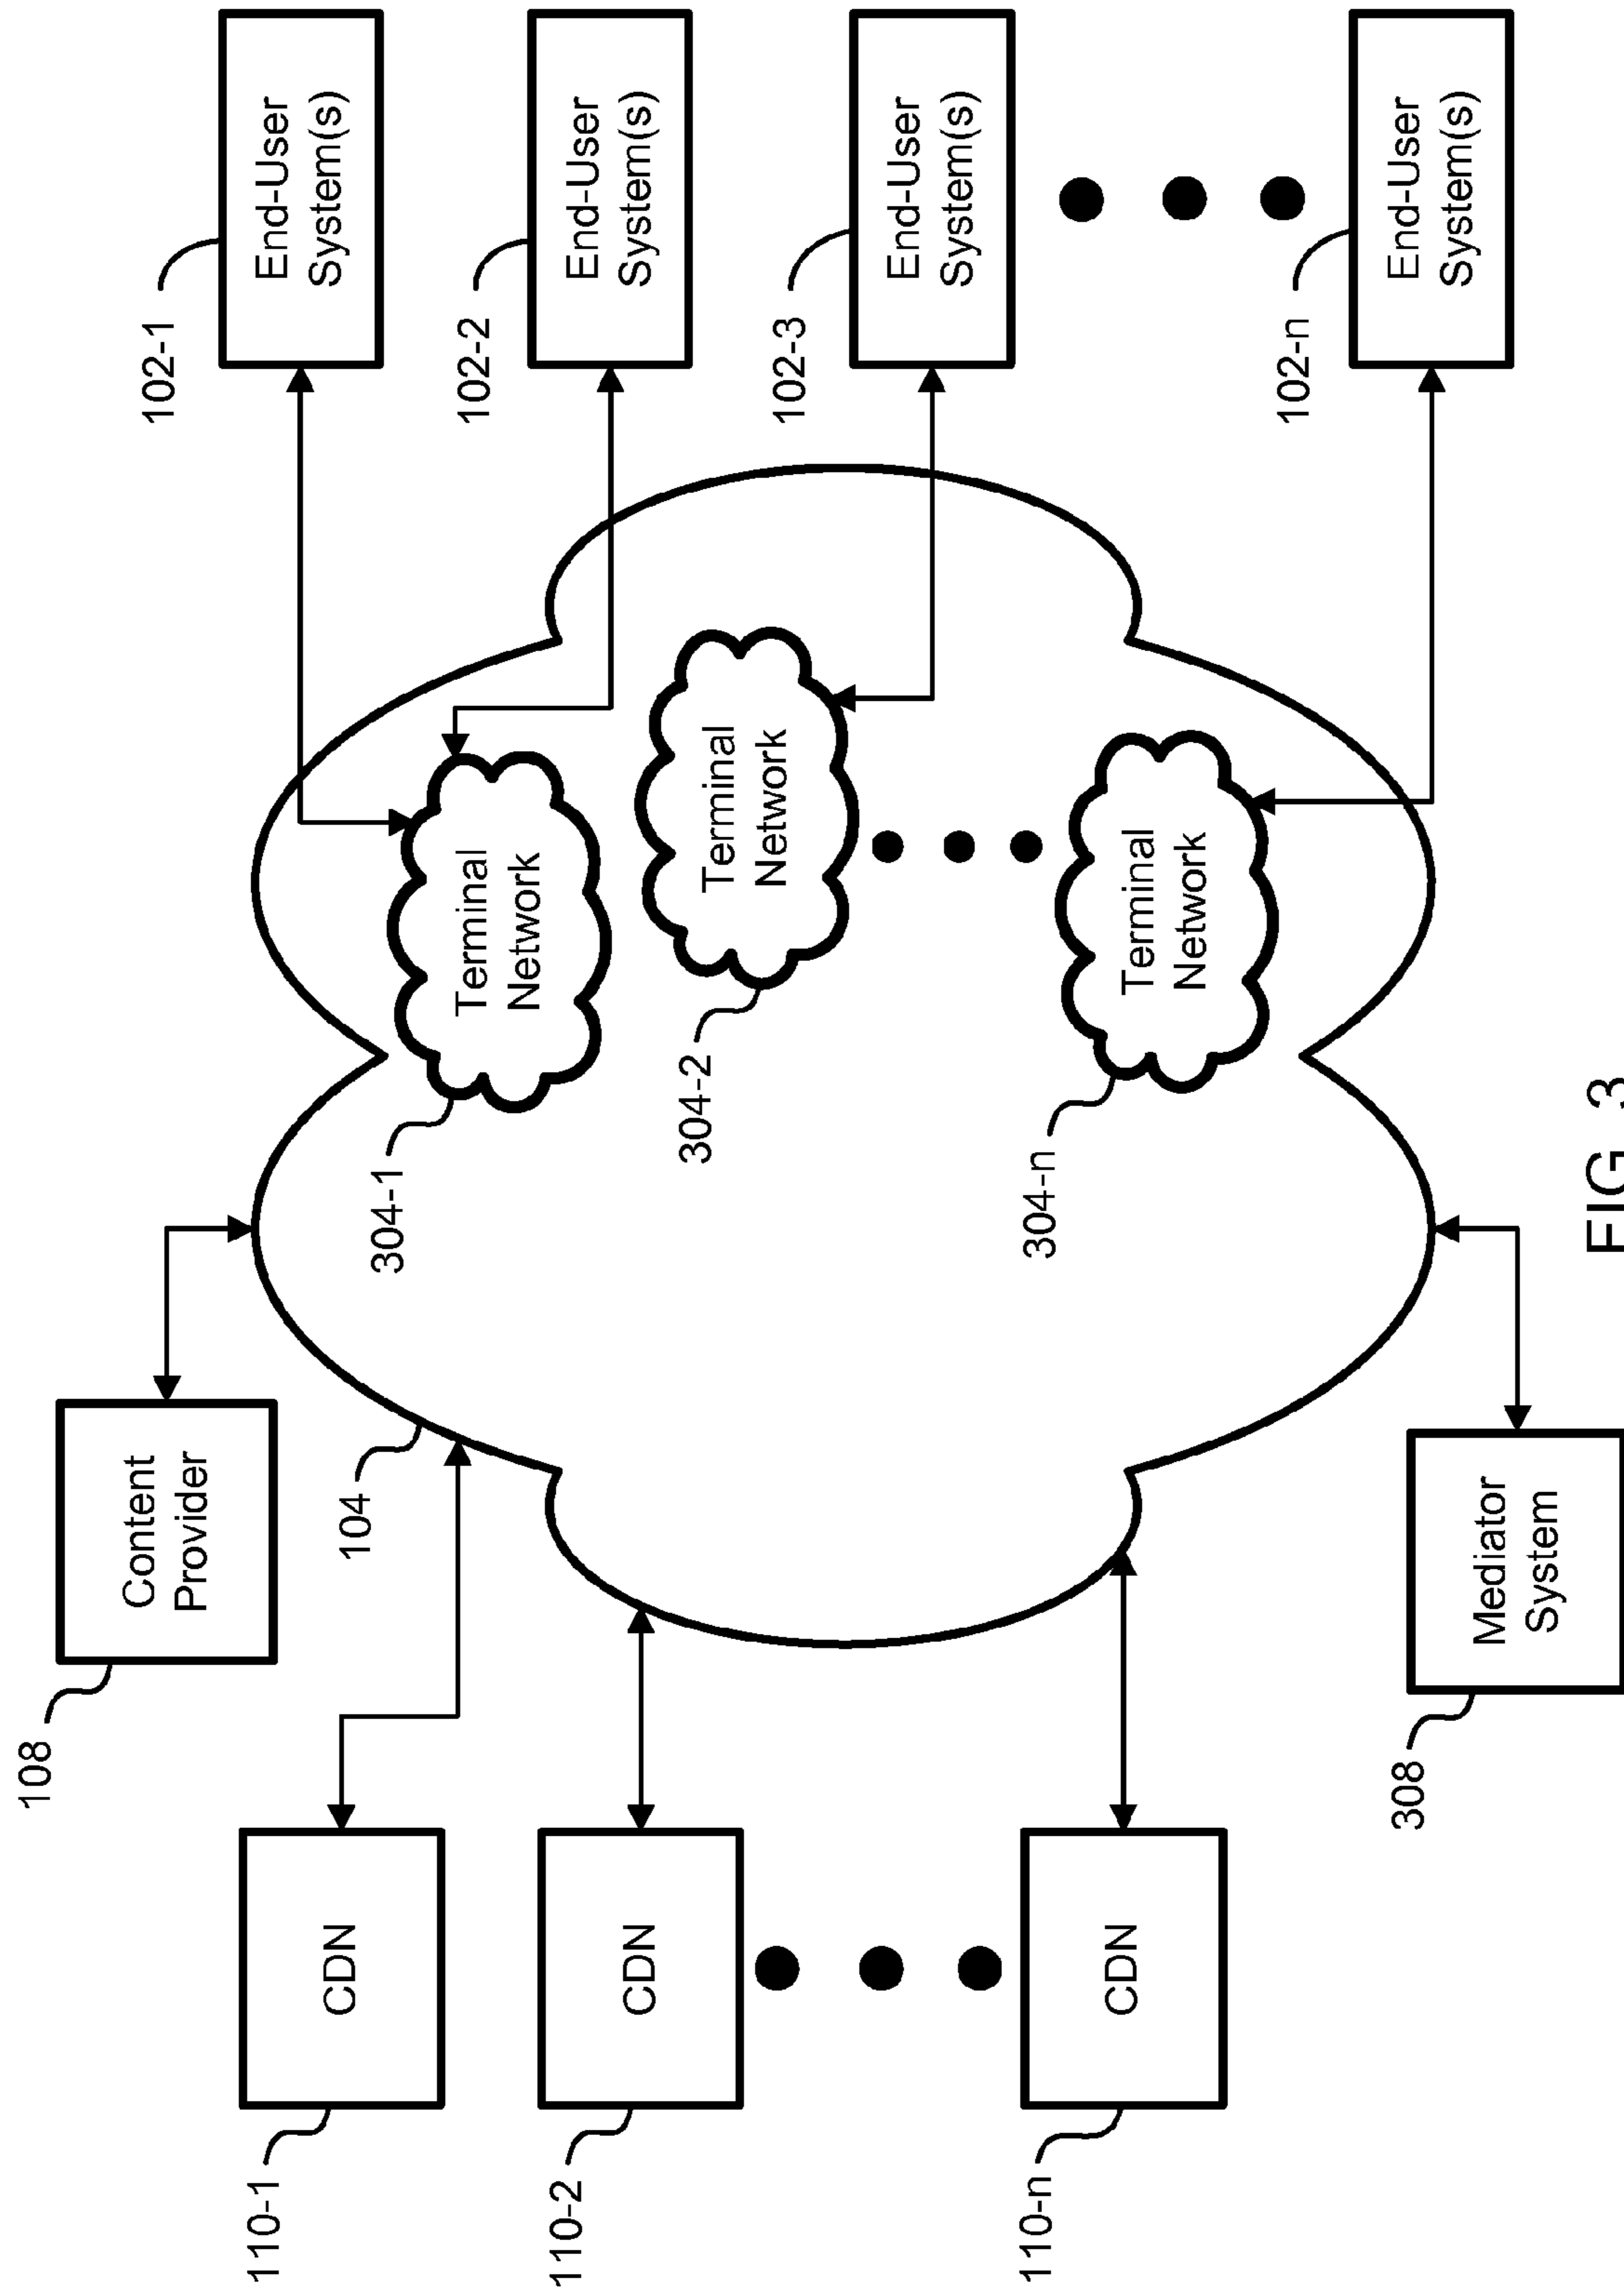 108
Content
Provider
104
110-1
CDN
110-2
CDN
110-n
CDN
308
Mediator
System
304-1
Terminal
Network
304-2
Terminal
Network
304-n
Terminal
Network
102-1
End-User
System(s)
102-2
End-User
System(s)
102-3
End-User
System(s)
102-n
End-User
System(s)
FIG. 3